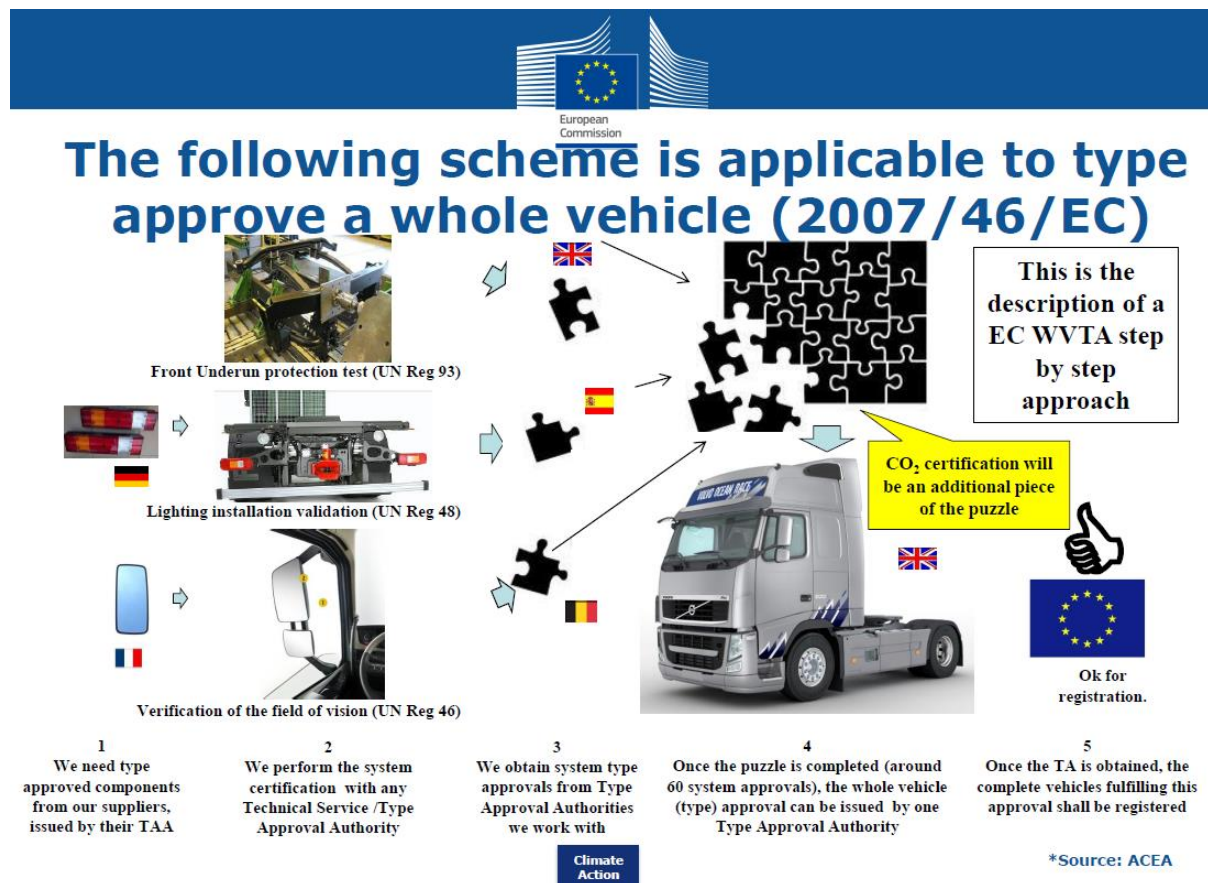 European
Commission
The following scheme is applicable to type
approve a whole vehicle (2007/46/EC)
Front Underun protection test (UN Reg 93)
Lighting installation validation (UN Reg 48)
Verification of the field of vision (UN Reg 46)
This is the
description of a
EC WVTA step
by step
approach
CO₂ certification will
be an additional piece
of the puzzle
VOLVO OCEAN RACE
VOLVO
Ok for
registration.
1
We need type
approved components
from our suppliers,
issued by their TAA
2
We perform the system
certification with any
Technical Service /Type
Approval Authority
3
We obtain system type
approvals from Type
Approval Authorities
we work with
4
Once the puzzle is completed (around
60 system approvals), the whole vehicle
(type) approval can be issued by one
Type Approval Authority
5
Once the TA is obtained, the
complete vehicles fulfilling this
approval shall be registered
Climate
Action
*Source: ACEA